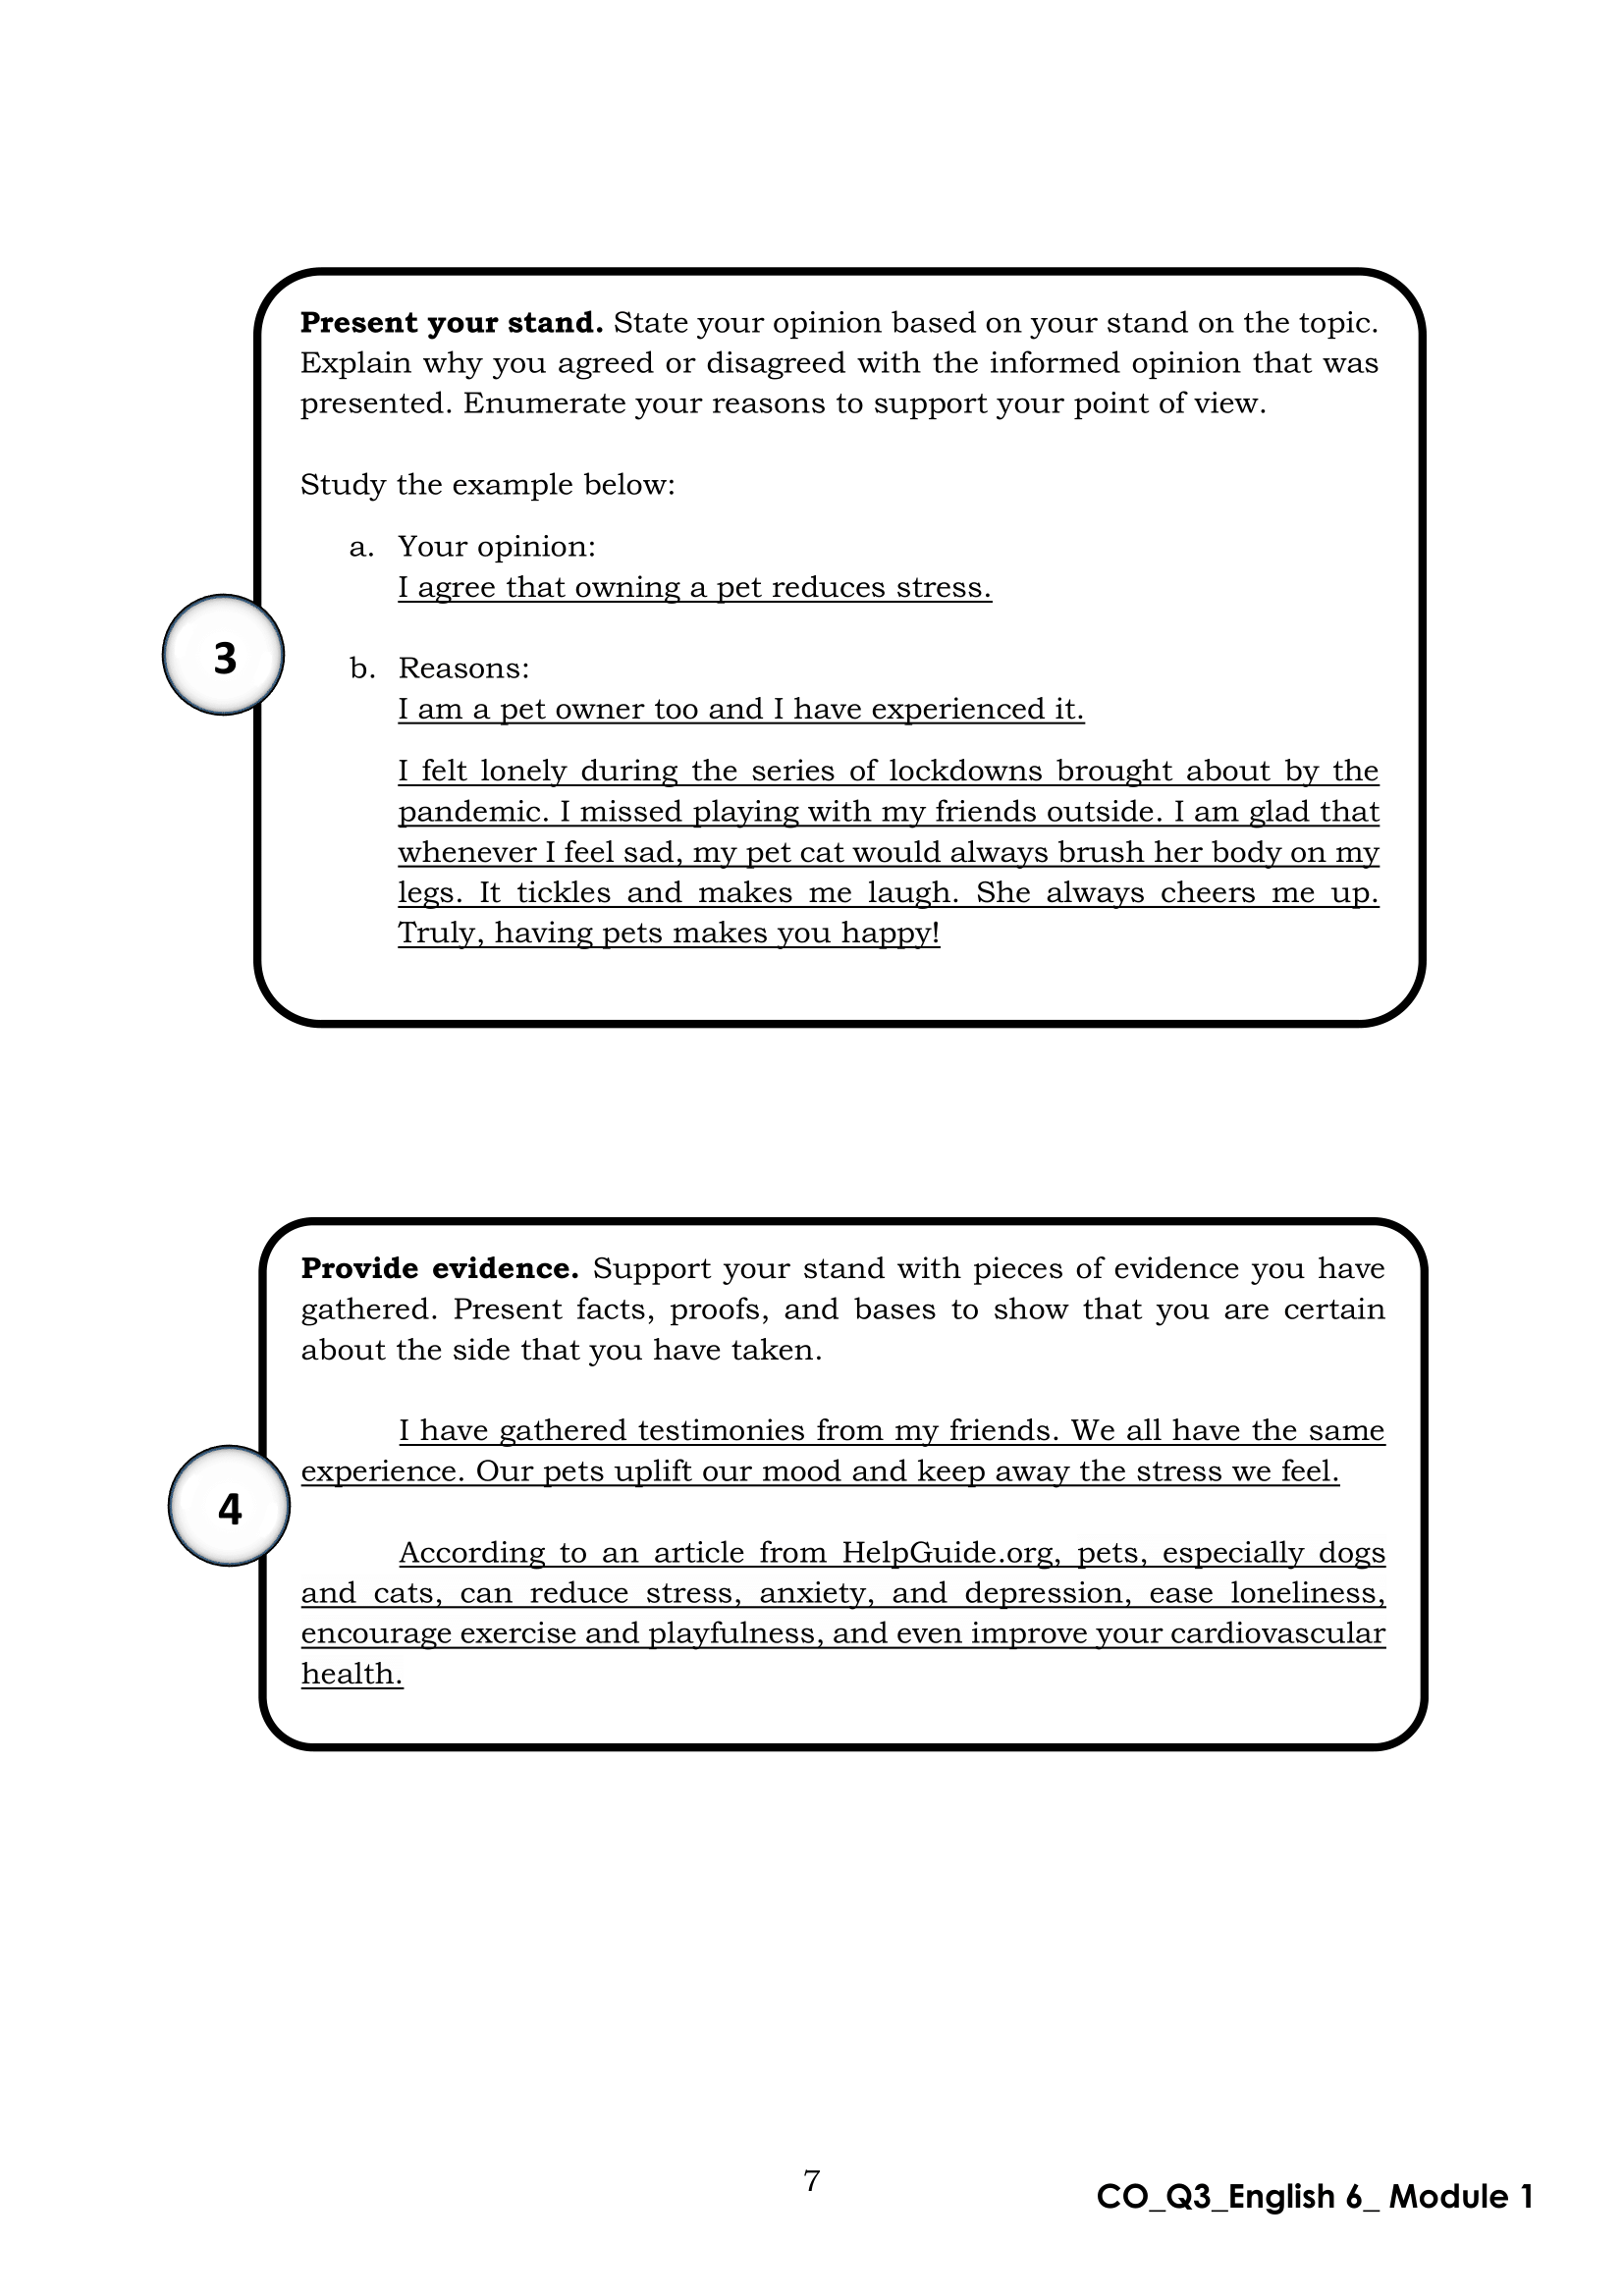 Present your stand. State your opinion based on your stand on the topic.
Explain why you agreed or disagreed with the informed opinion that was
presented. Enumerate your reasons to support your point of view.
Study the example below:
a. Your opinion:
I agree that owning a pet reduces stress.
3
b. Reasons:
I am a pet owner too and I have experienced it.
I felt lonely during the series of lockdowns brought about by the
pandemic. I missed playing with my friends outside. I am glad that
whenever I feel sad, my pet cat would always brush her body on my
legs. It tickles and makes me laugh. She always cheers me up.
Truly, having pets makes you happy!
Provide evidence. Support your stand with pieces of evidence you have
gathered. Present facts, proofs, and bases to show that you are certain
about the side that you have taken.
I have gathered testimonies from my friends. We all have the same
experience. Our pets uplift our mood and keep away the stress we feel.
4
According to an article from HelpGuide.org, pets, especially dogs
and cats, can reduce stress, anxiety, and depression, ease loneliness,
encourage exercise and playfulness, and even improve your cardiovascular
health.
7
CO_Q3_English 6_ Module 1